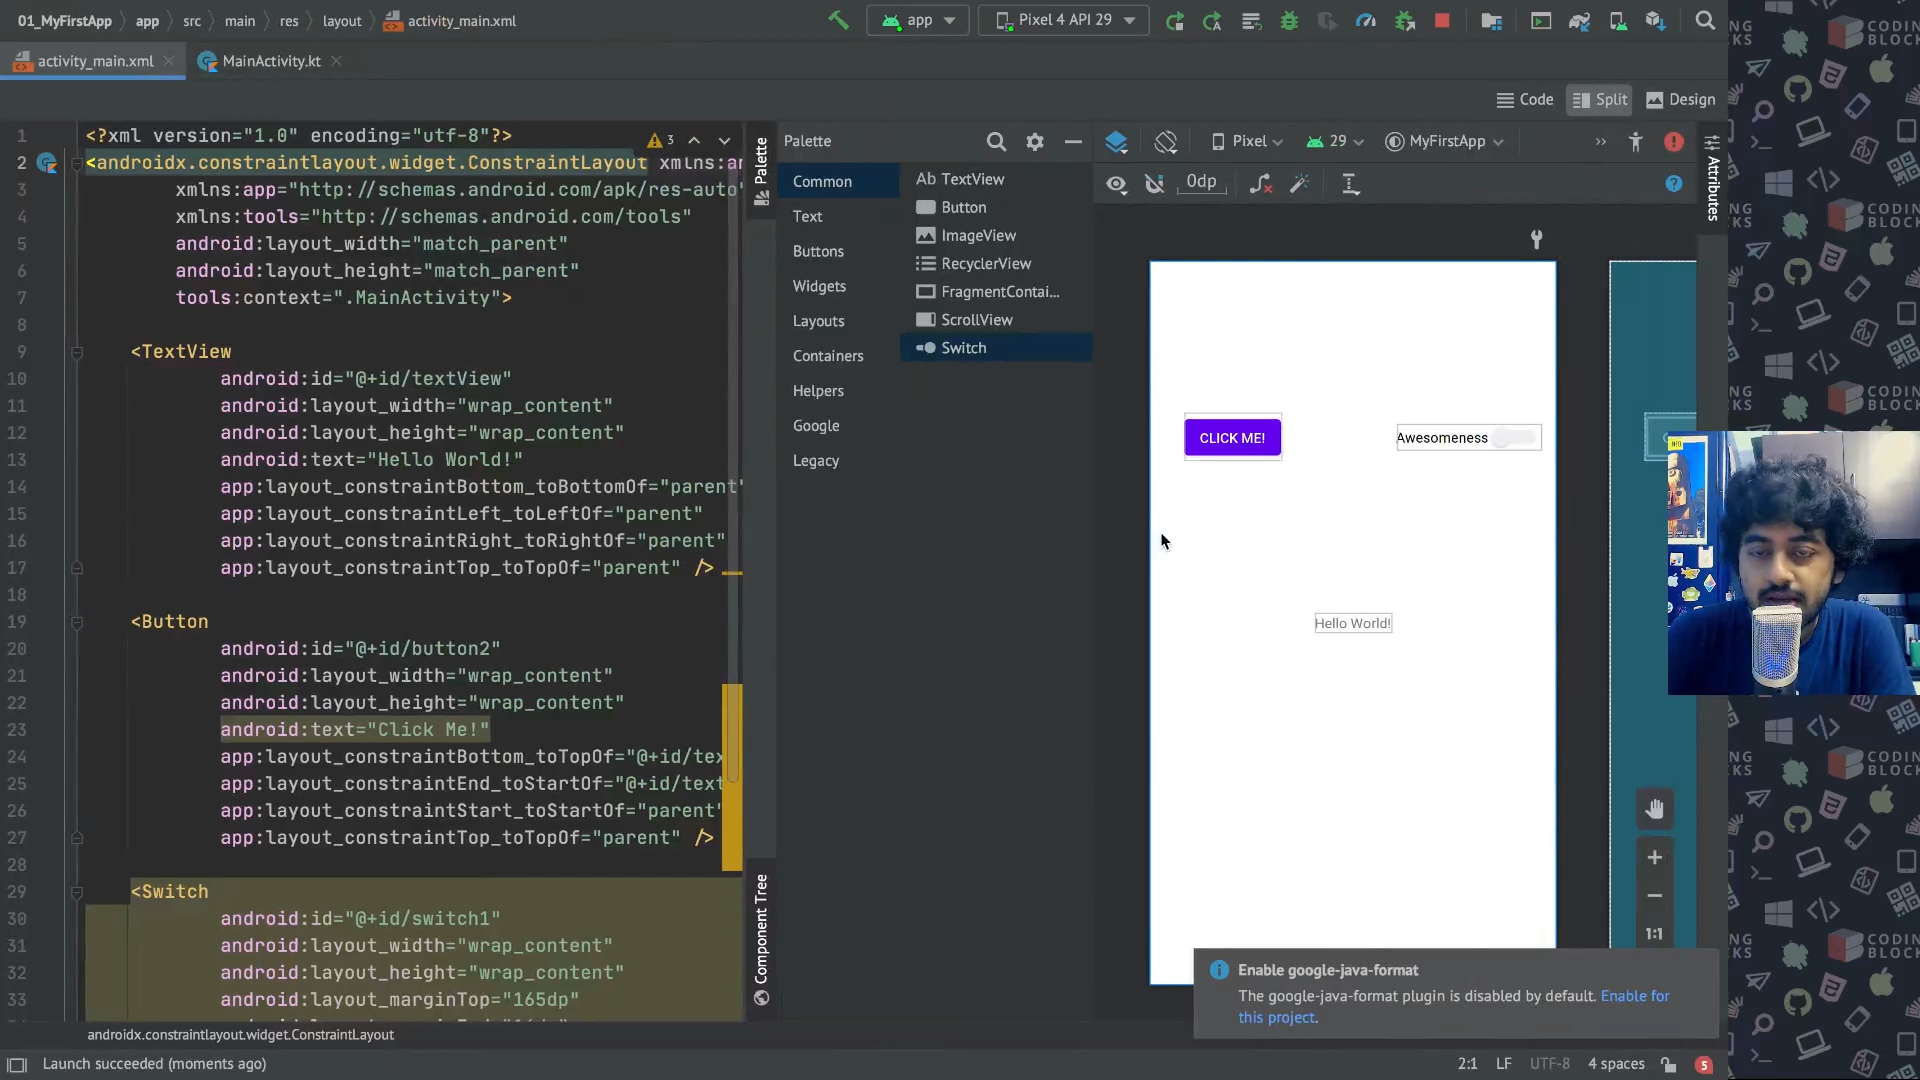 01_MyFirstApp app src main res layout activity_main.xml
app
Pixel 4 API 29
activity_main.xml
MainActivity.kt
Code
Split
Design
1 <?xml version="1.0" encoding="utf-8"?>
3
2 <androidx.constraintlayout.widget.ConstraintLayout xmlns:an
3 xmlns:app="http://schemas.android.com/apk/res-auto"
4 xmlns:tools="http://schemas.android.com/tools"
5 android:layout_width="match_parent"
6 android:layout_height="match_parent"
7 tools:context=".MainActivity">
8
9 <TextView
10 android:id="@+id/textView"
11 android:layout_width="wrap_content"
12 android:layout_height="wrap_content"
13 android:text="Hello World!"
14 app:layout_constraintBottom_toBottomOf="parent"
15 app:layout_constraintLeft_toLeftOf="parent"
16 app:layout_constraintRight_toRightOf="parent"
17 app:layout_constraintTop_toTopOf="parent" />
18
19 <Button
20 android:id="@+id/button2"
21 android:layout_width="wrap_content"
22 android:layout_height="wrap_content"
23 android:text="Click Me!"
24 app:layout_constraintBottom_toTopOf="@+id/tex
25 app:layout_constraintEnd_toStartOf="@+id/text
26 app:layout_constraintStart_toStartOf="parent"
27 app:layout_constraintTop_toTopOf="parent" />
28
29 <Switch
30 android:id="@+id/switch1"
31 android:layout_width="wrap_content"
32 android:layout_height="wrap_content"
33 android:layout_marginTop="165dp"
androidx.constraintlayout.widget.ConstraintLayout
Launch succeeded (moments ago)
Palette
Component Tree
Palette
Common
Text
Buttons
Widgets
Layouts
Containers
Helpers
Google
Legacy
Ab TextView
Button
ImageView
RecyclerView
FragmentContai...
ScrollView
Switch
Pixel
29
MyFirstApp
0dp
Attributes
CLICK ME!
Awesomeness
Hello World!
1:1
Enable google-java-format
The google-java-format plugin is disabled by default. Enable for
this project.
2:1 LF UTF-8 4 spaces
5
CODING
BLOCK